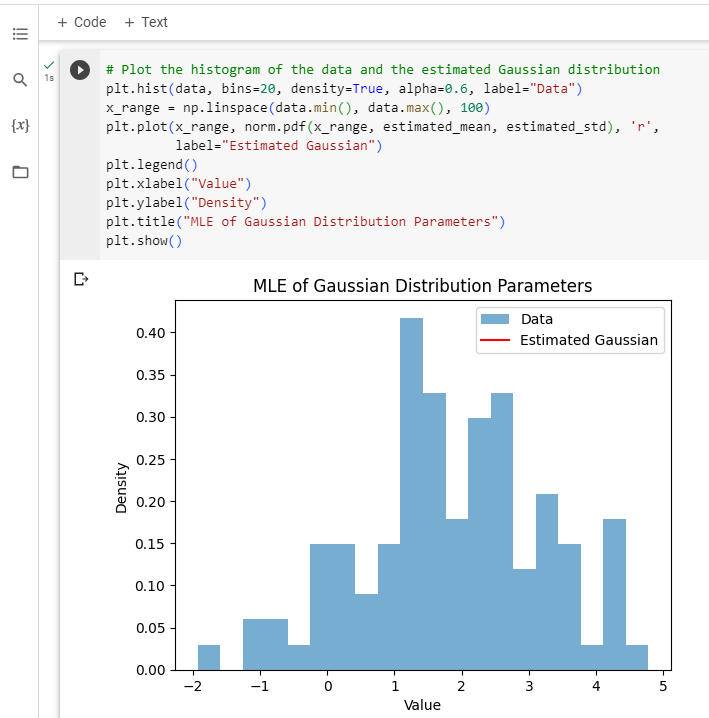 + Code + Text
1s
{x}
# Plot the histogram of the data and the estimated Gaussian distribution
plt.hist(data, bins=20, density=True, alpha=0.6, label="Data")
x_range = np.linspace(data.min(), data.max(), 100)
plt.plot(x_range, norm.pdf(x_range, estimated_mean, estimated_std), 'r',
         label="Estimated Gaussian")
plt.legend()
plt.xlabel("Value")
plt.ylabel("Density")
plt.title("MLE of Gaussian Distribution Parameters")
plt.show()
MLE of Gaussian Distribution Parameters
Data
Estimated Gaussian
0.40
0.35
0.30
0.25
0.20
0.15
0.10
0.05
0.00
Density
−2 −1 0 1 2 3 4 5
Value